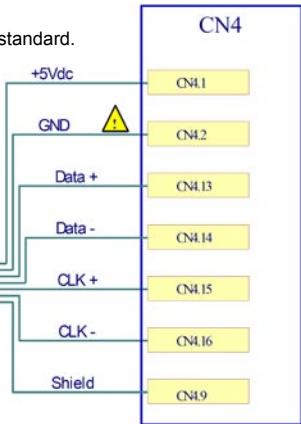 CN4
standard.
+5Vdc CN4.1
GND ! CN4.2
Data + CN4.13
Data - CN4.14
CLK + CN4.15
CLK - CN4.16
Shield CN4.9